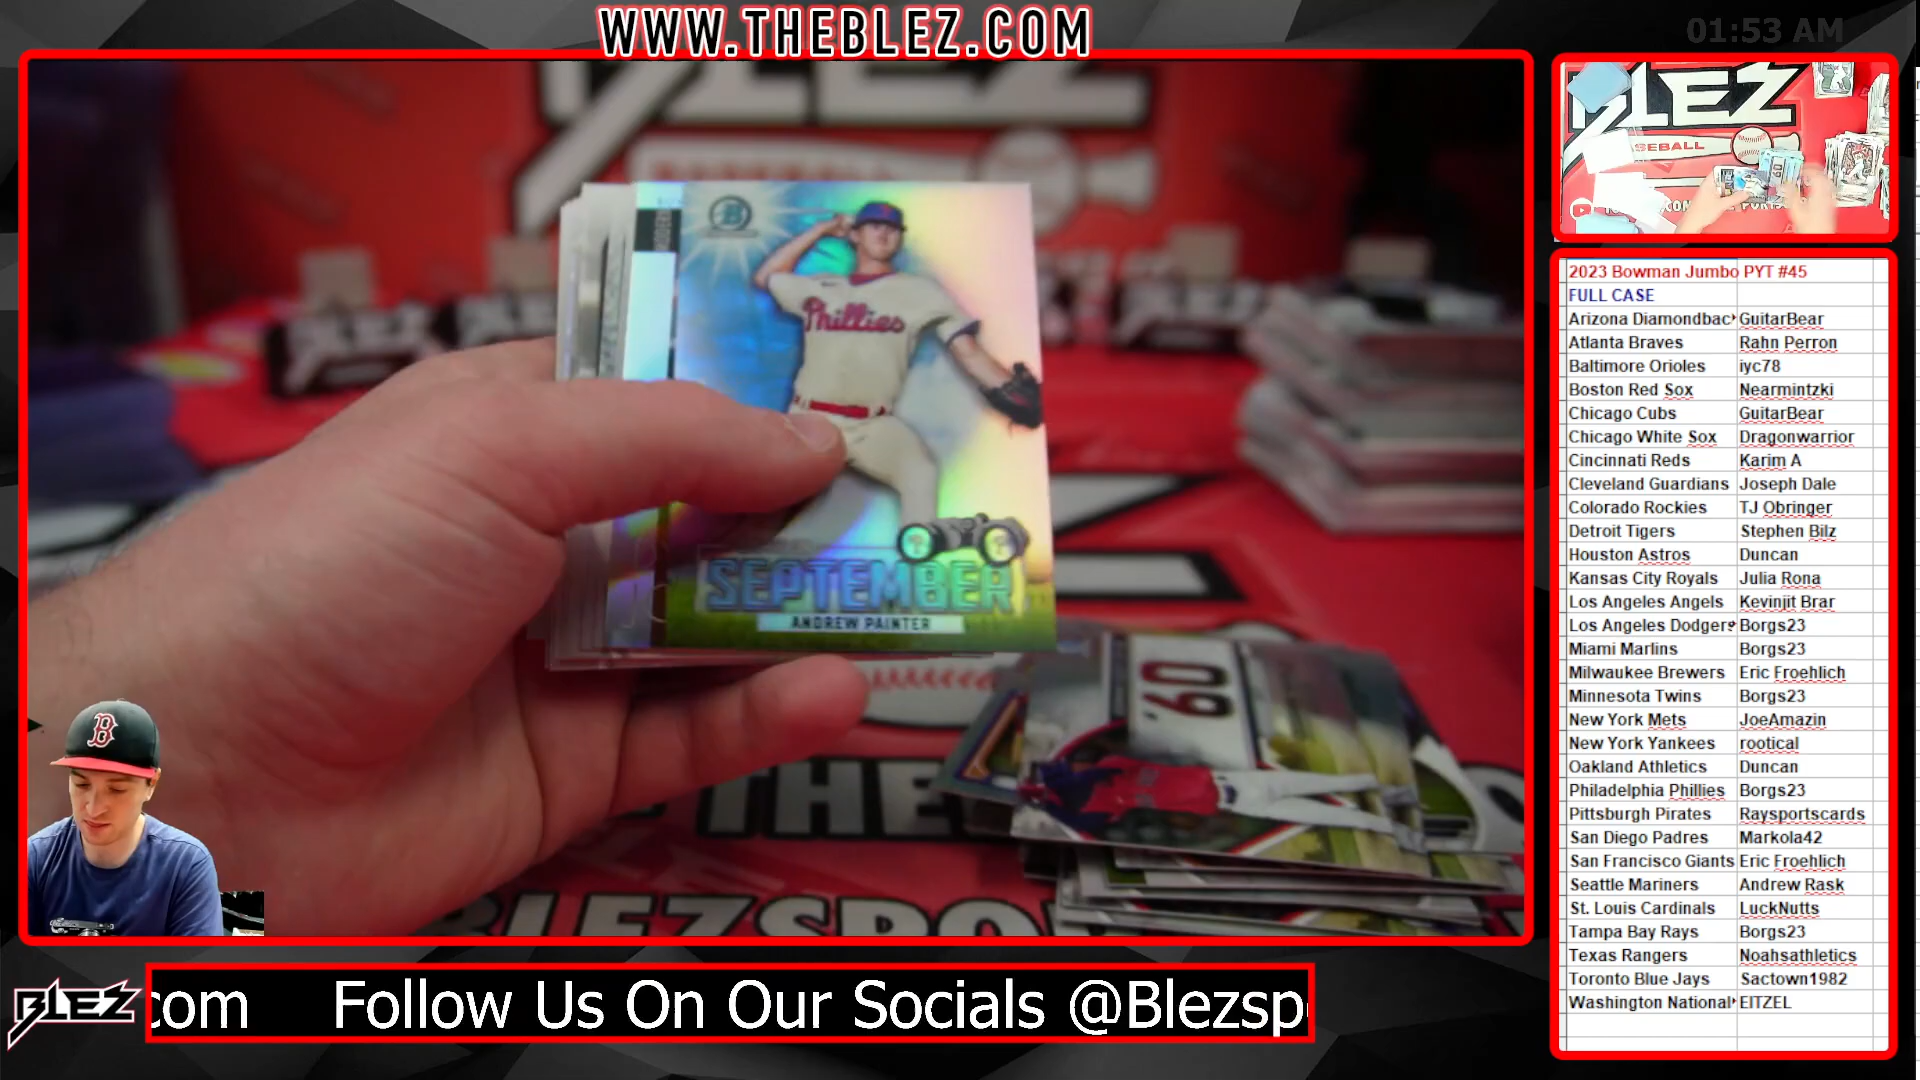 WWW.THEBLEZ.COM
01:53 AM
BLEZ
BASEBALL
Phillies
SEPTEMBER
ANDREW PAINTER
'09
THE
BLEZSPO
B
2023 Bowman Jumbo PYT #45
FULL CASE
Arizona Diamondbac GuitarBear
Atlanta Braves Rahn Perron
Baltimore Orioles iyc78
Boston Red Sox Nearmintzki
Chicago Cubs GuitarBear
Chicago White Sox Dragonwarrior
Cincinnati Reds Karim A
Cleveland Guardians Joseph Dale
Colorado Rockies TJ Obringer
Detroit Tigers Stephen Bilz
Houston Astros Duncan
Kansas City Royals Julia Rona
Los Angeles Angels Kevinjit Brar
Los Angeles Dodgers Borgs23
Miami Marlins Borgs23
Milwaukee Brewers Eric Froehlich
Minnesota Twins Borgs23
New York Mets JoeAmazin
New York Yankees rootical
Oakland Athletics Duncan
Philadelphia Phillies Borgs23
Pittsburgh Pirates Raysportscards
San Diego Padres Markola42
San Francisco Giants Eric Froehlich
Seattle Mariners Andrew Rask
St. Louis Cardinals LuckNutts
Tampa Bay Rays Borgs23
Texas Rangers Noahsathletics
Toronto Blue Jays Sactown1982
Washington National EITZEL
BLEZ
com Follow Us On Our Socials @Blezsp